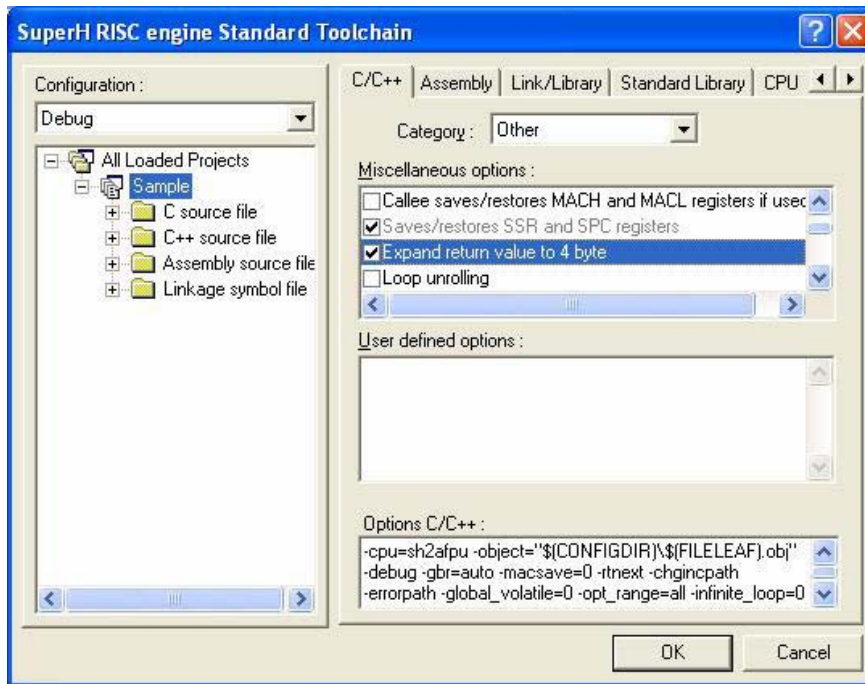 SuperH RISC engine Standard Toolchain
Configuration :
Debug
All Loaded Projects
Sample
C source file
C++ source file
Assembly source file
Linkage symbol file
C/C++
Assembly
Link/Library
Standard Library
CPU
Category :
Other
Miscellaneous options :
Callee saves/restores MACH and MACL registers if used
Saves/restores SSR and SPC registers
Expand return value to 4 byte
Loop unrolling
User defined options :
Options C/C++ :
-cpu=sh2afpu -object="$(CONFIGDIR)\$(FILELEAF).obj"
-debug -gbr=auto -macsave=0 -rtnext -chgincpath
-errorpath -global_volatile=0 -opt_range=all -infinite_loop=0
OK
Cancel